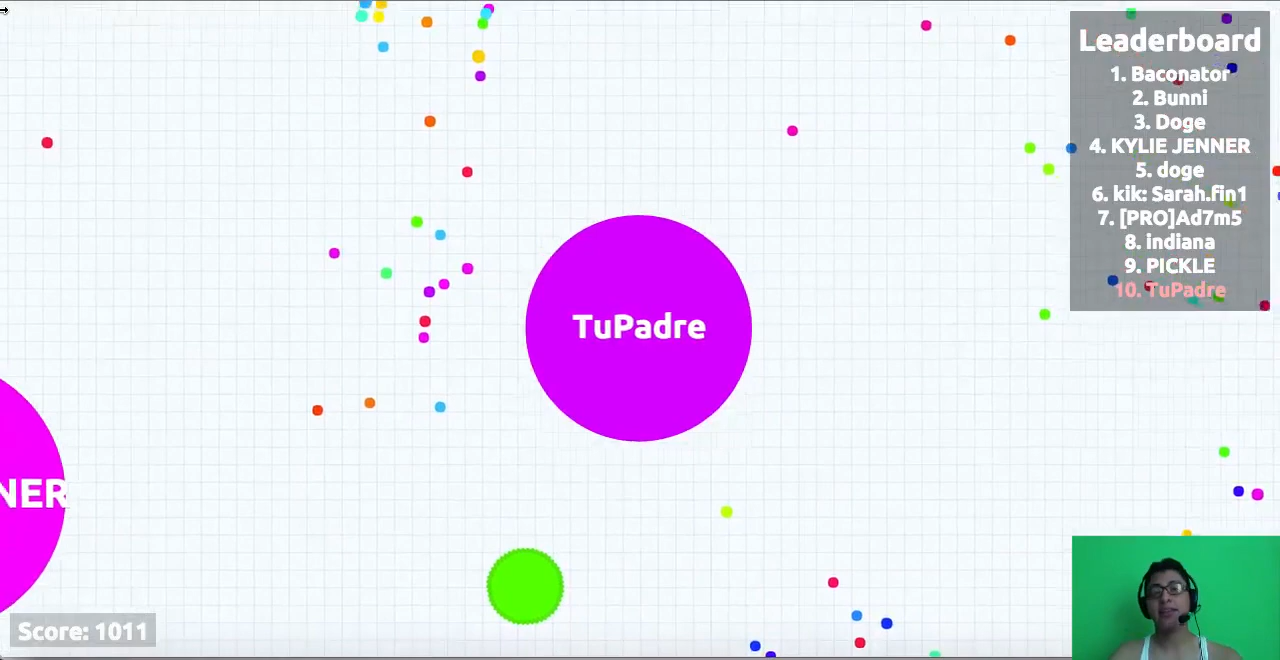 Leaderboard
1. Baconator
2. Bunni
3. Doge
4. KYLIE JENNER
5. doge
6. kik: Sarah.fin1
7. [PRO]Ad7m5
8. indiana
9. PICKLE
10. TuPadre
TuPadre
NER
Score: 1011